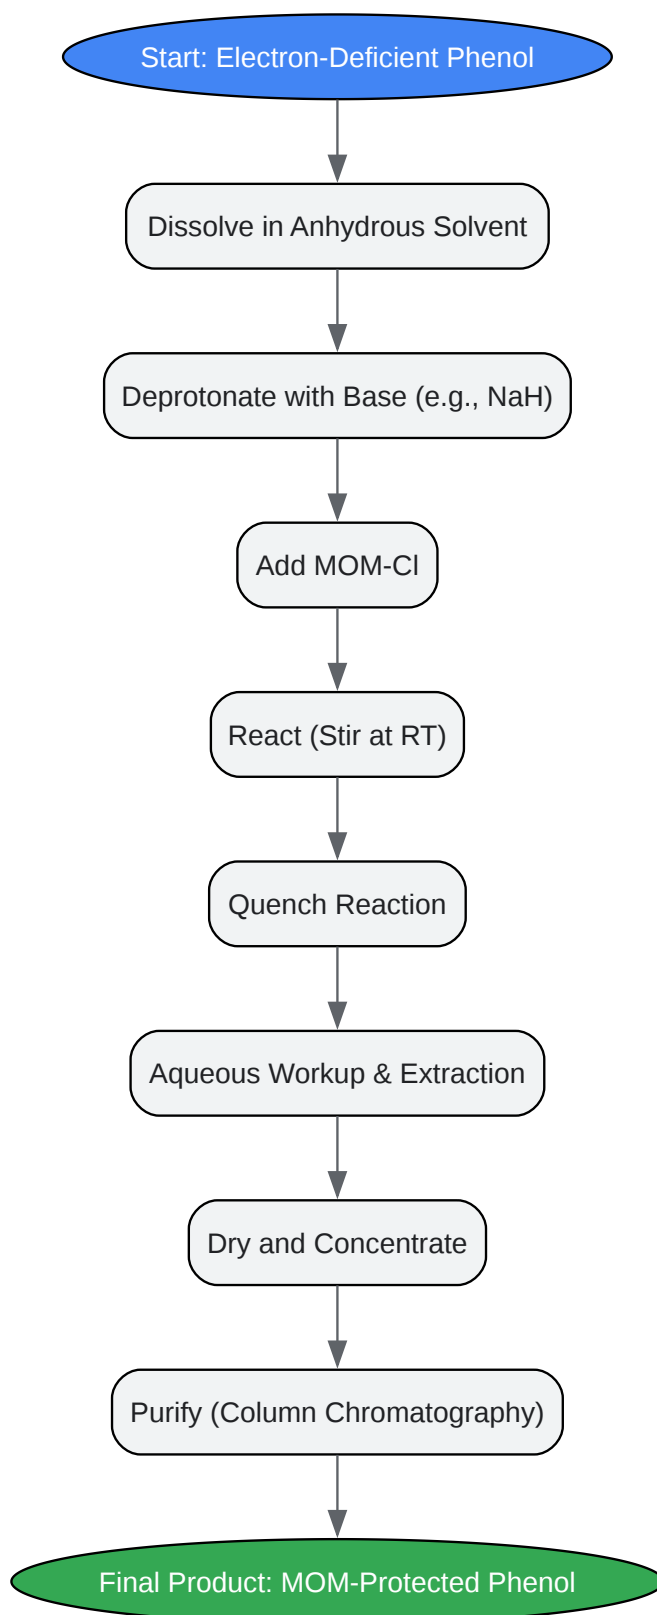 Start: Electron-Deficient Phenol
Dissolve in Anhydrous Solvent
Deprotonate with Base (e.g., NaH)
Add MOM-Cl
React (Stir at RT)
Quench Reaction
Aqueous Workup & Extraction
Dry and Concentrate
Purify (Column Chromatography)
Final Product: MOM-Protected Phenol